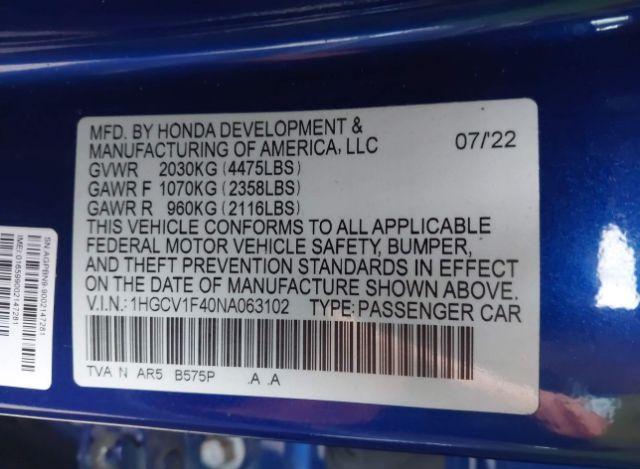 MFD. BY HONDA DEVELOPMENT &
MANUFACTURING OF AMERICA, LLC 07/'22
GVWR 2030KG (4475LBS)
GAWR F 1070KG (2358LBS)
GAWR R 960KG (2116LBS)
THIS VEHICLE CONFORMS TO ALL APPLICABLE
FEDERAL MOTOR VEHICLE SAFETY, BUMPER,
AND THEFT PREVENTION STANDARDS IN EFFECT
ON THE DATE OF MANUFACTURE SHOWN ABOVE.
V.I.N.: 1HGCV1F40NA063102 TYPE: PASSENGER CAR
TVA N AR5 B575P .A .A